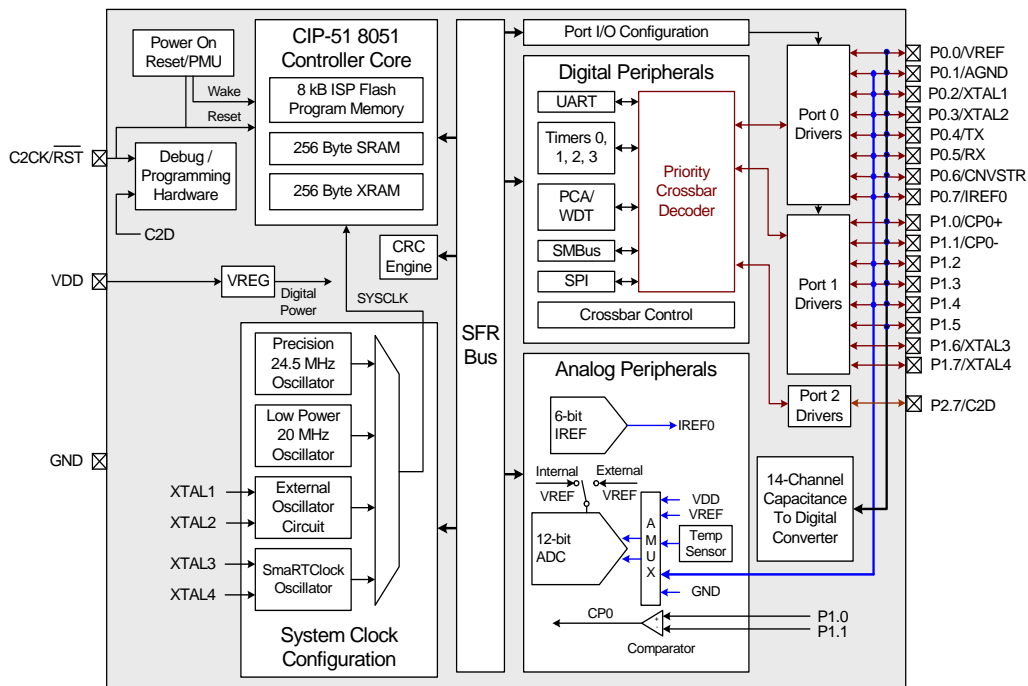 Power On
Reset/PMU
Wake
Reset
C2CK/RST
Debug /
Programming
Hardware
C2D
VDD
VREG
Digital
Power
GND
CIP-51 8051
Controller Core
8 kB ISP Flash
Program Memory
256 Byte SRAM
256 Byte XRAM
CRC
Engine
SYSCLK
Precision
24.5 MHz
Oscillator
Low Power
20 MHz
Oscillator
XTAL1
XTAL2
External
Oscillator
Circuit
XTAL3
XTAL4
SmaRTClock
Oscillator
System Clock
Configuration
SFR
Bus
Port I/O Configuration
Digital Peripherals
UART
Timers 0,
1, 2, 3
PCA/
WDT
SMBus
SPI
Priority
Crossbar
Decoder
Crossbar Control
Analog Peripherals
6-bit
IREF
IREF0
Internal
VREF
External
VREF
12-bit
ADC
A
M
U
X
VDD
VREF
Temp
Sensor
GND
CP0
+
-
Comparator
P1.0
P1.1
Port 0
Drivers
Port 1
Drivers
Port 2
Drivers
14-Channel
Capacitance
To Digital
Converter
P0.0/VREF
P0.1/AGND
P0.2/XTAL1
P0.3/XTAL2
P0.4/TX
P0.5/RX
P0.6/CNV/STR
P0.7/IREF0
P1.0/CP0+
P1.1/CP0-
P1.2
P1.3
P1.4
P1.5
P1.6/XTAL3
P1.7/XTAL4
P2.7/C2D